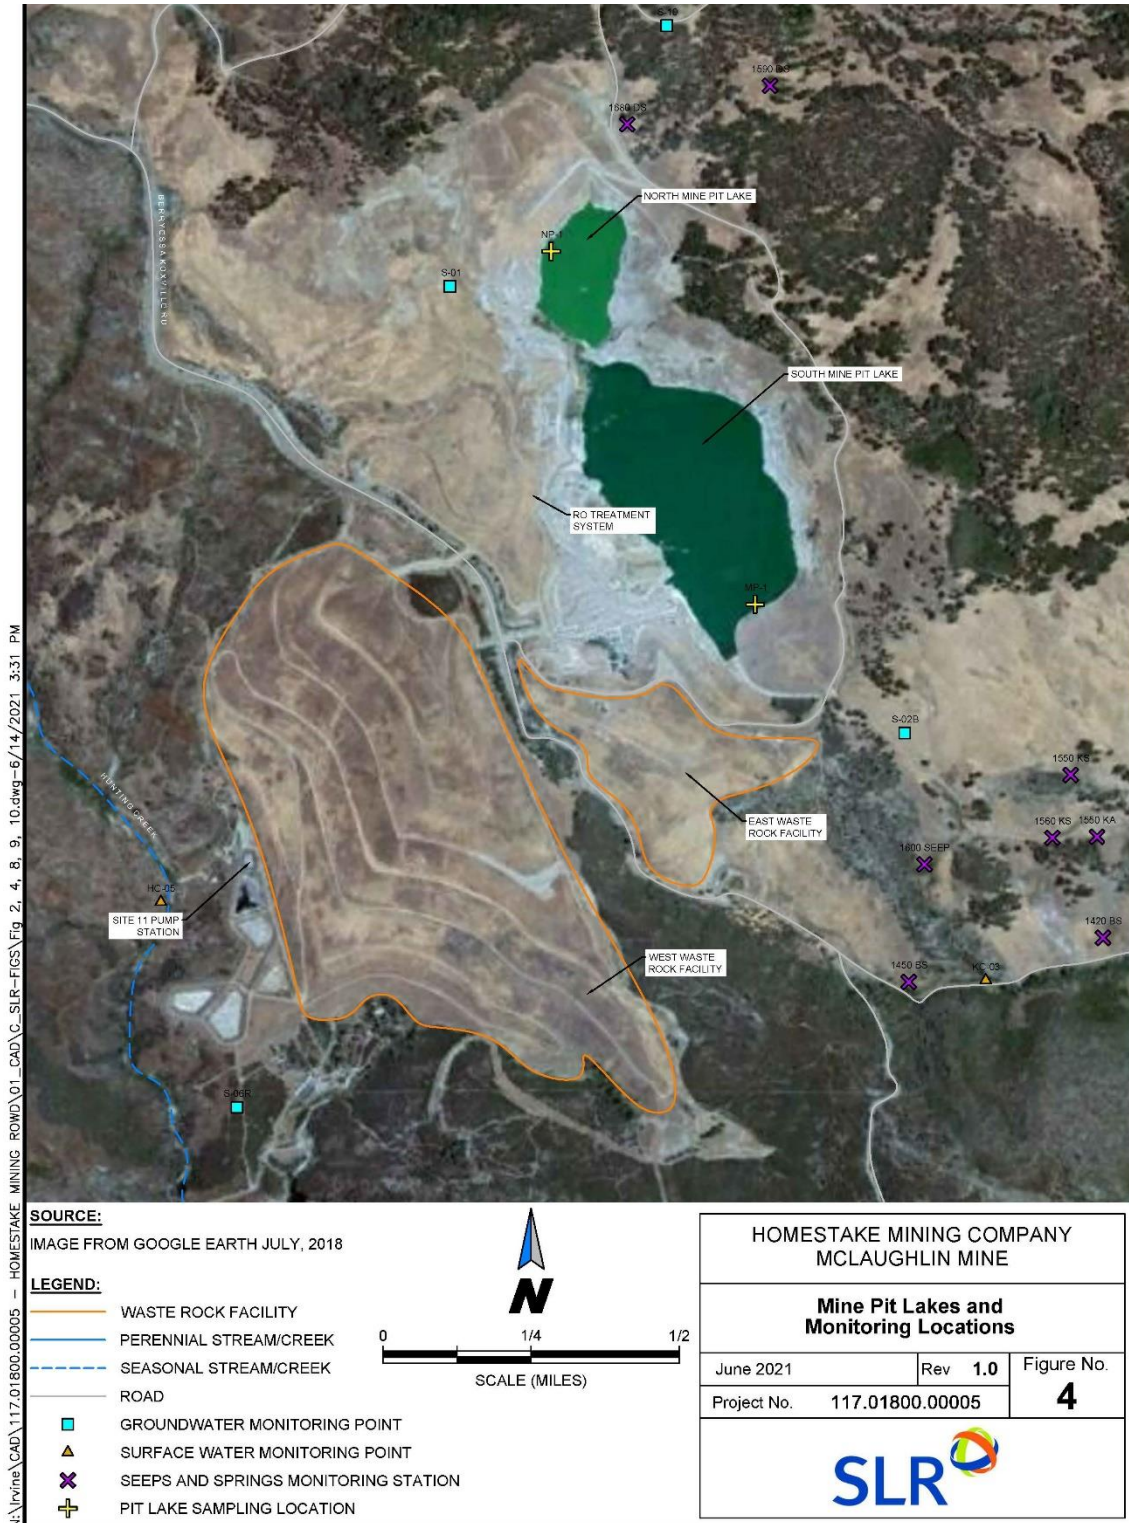 S-10
1590 DS
1680 DS
NORTH MINE PIT LAKE
NP-1
S-01
BERRYESSA KOXVILLE RD
SOUTH MINE PIT LAKE
RO TREATMENT
SYSTEM
MP-1
S-02B
1550 KS
HUNTING CREEK
EAST WASTE
ROCK FACILITY
1560 KS
1550 KA
1600 SEEP
HC-05
SITE 11 PUMP
STATION
1420 BS
WEST WASTE
ROCK FACILITY
1450 BS
KC-03
S-06R
N:\Irvine\CAD\117.01800.00005 - HOMESTAKE MINING ROWD\01_CAD\C_SLR-FIGS\Fig 2, 4, 8, 9, 10.dwg-6/14/2021 3:31 PM
SOURCE:
IMAGE FROM GOOGLE EARTH JULY, 2018
LEGEND:
WASTE ROCK FACILITY
PERENNIAL STREAM/CREEK
SEASONAL STREAM/CREEK
ROAD
GROUNDWATER MONITORING POINT
SURFACE WATER MONITORING POINT
SEEPS AND SPRINGS MONITORING STATION
PIT LAKE SAMPLING LOCATION
N
0 1/4 1/2
SCALE (MILES)
HOMESTAKE MINING COMPANY
MCLAUGHLIN MINE
Mine Pit Lakes and
Monitoring Locations
June 2021
Rev 1.0
Figure No.
4
Project No. 117.01800.00005
SLR